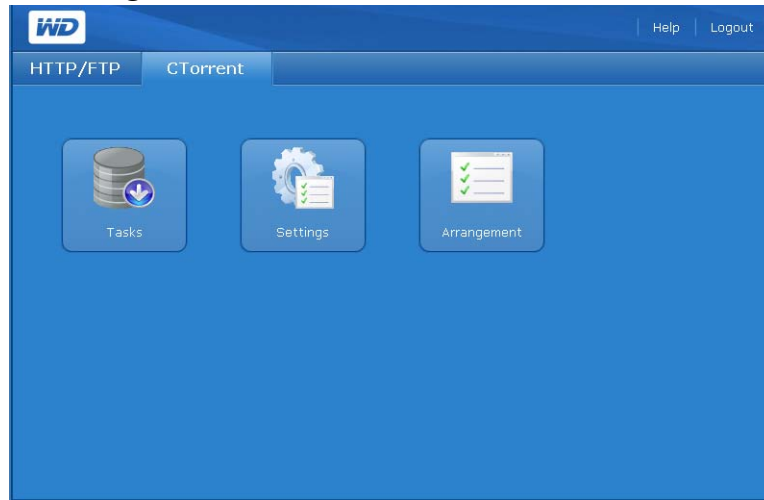 WD
Help
Logout
HTTP/FTP
CTorrent
Tasks
Settings
Arrangement